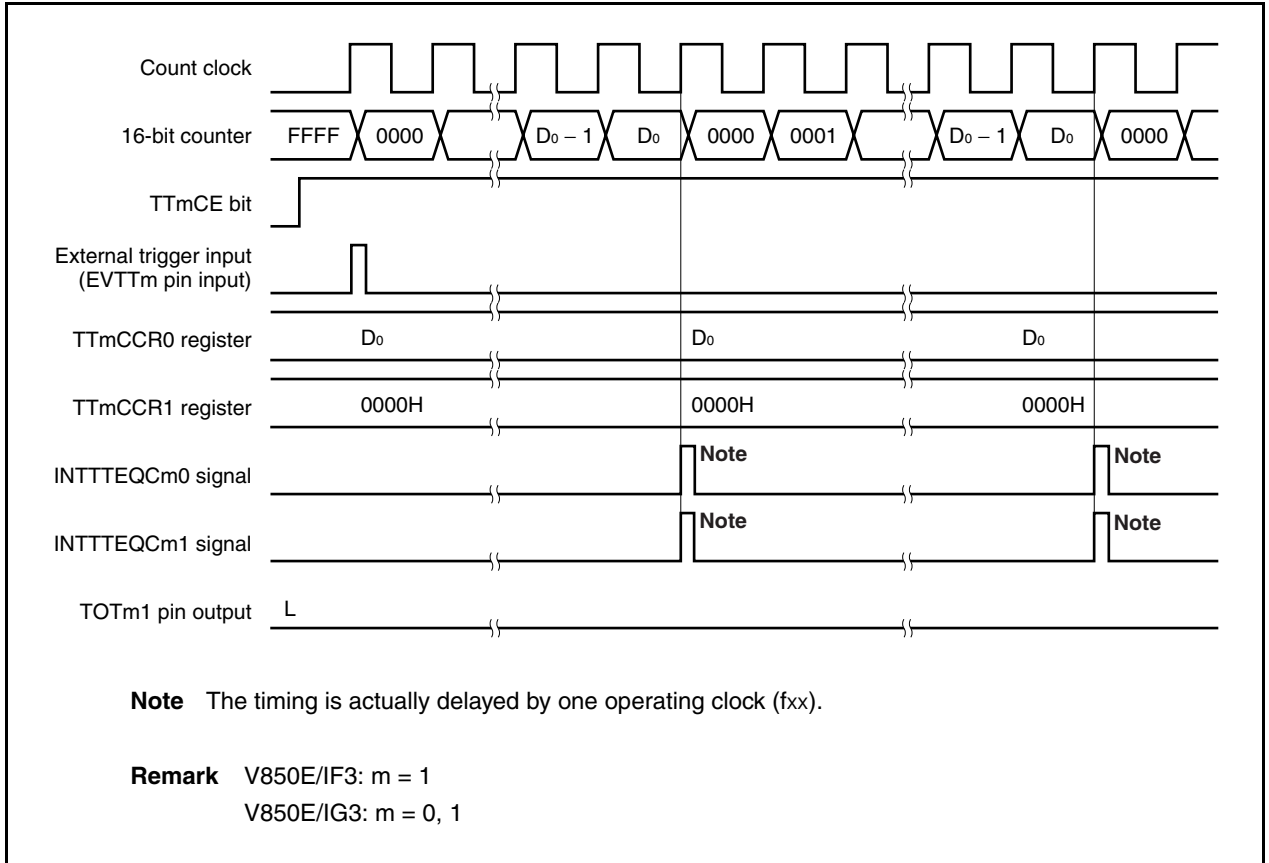 Count clock
16-bit counter FFFF 0000 D0 − 1 D0 0000 0001 D0 − 1 D0 0000
TTmCE bit
External trigger input
(EVTTm pin input)
TTmCCR0 register D0 D0 D0
TTmCCR1 register 0000H 0000H 0000H
INTTTEQCm0 signal Note Note
INTTTEQCm1 signal Note Note
TOTm1 pin output L
Note The timing is actually delayed by one operating clock (fxx).
Remark V850E/IF3: m = 1
V850E/IG3: m = 0, 1